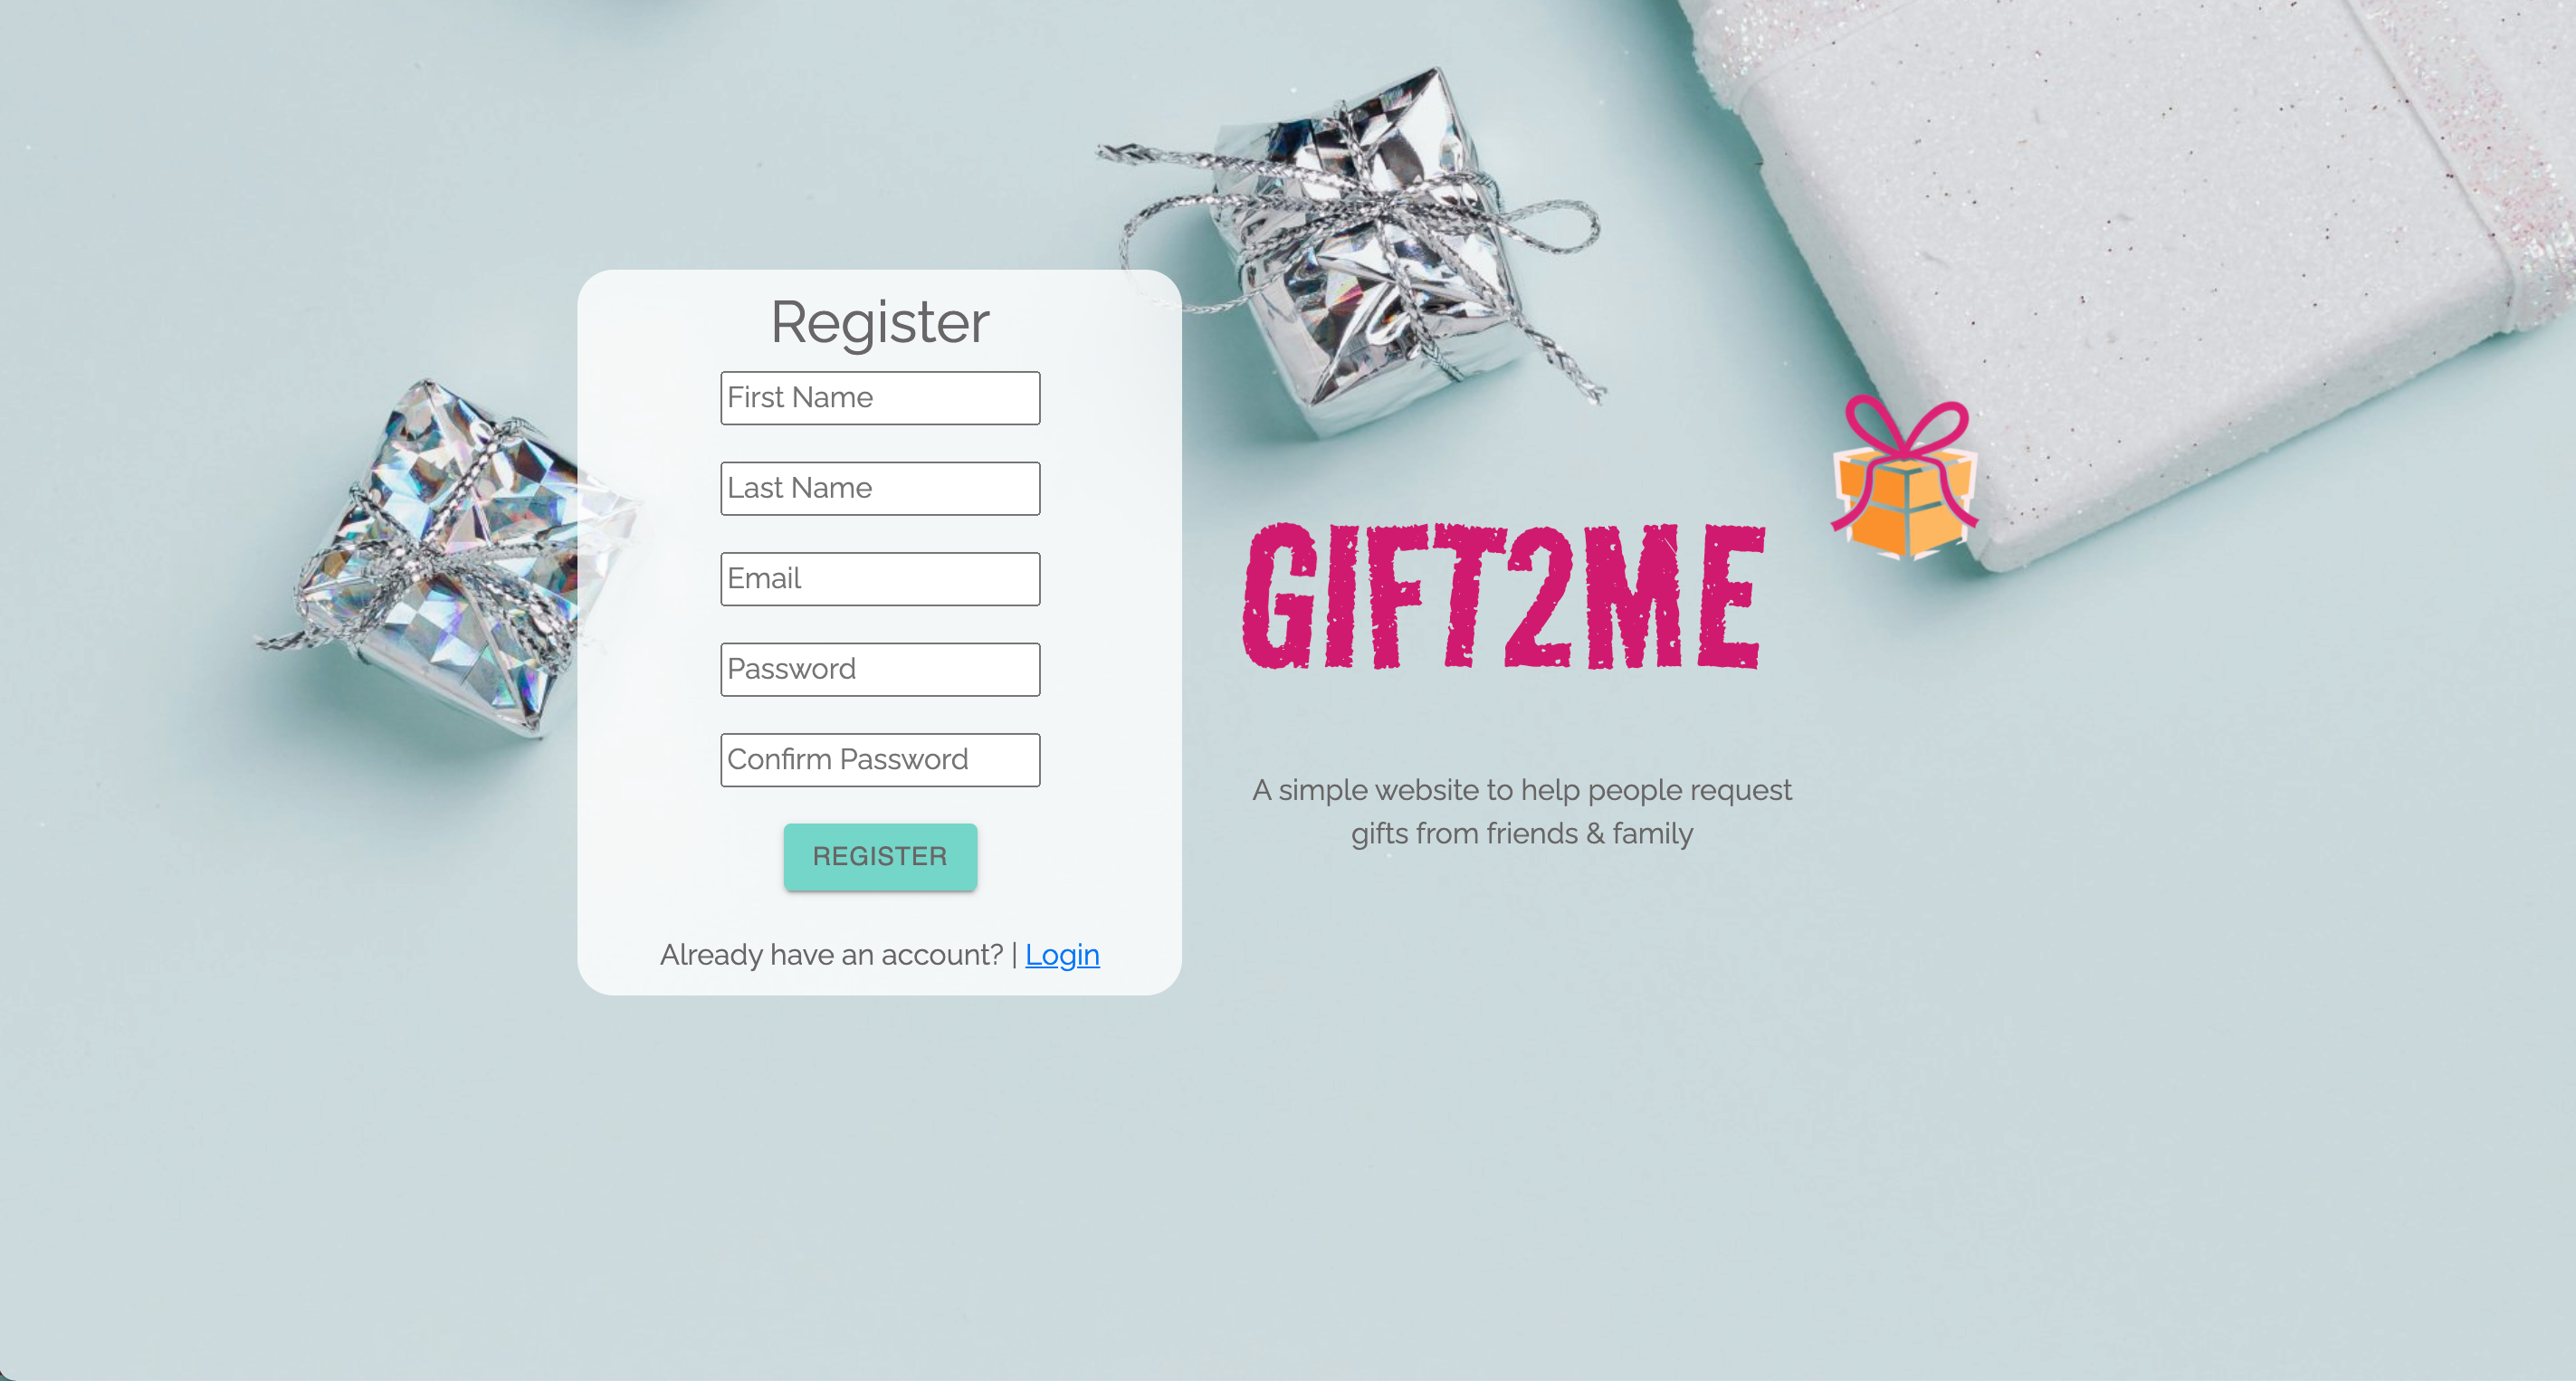 Register
First Name
Last Name
Email
Password
Confirm Password
REGISTER
Already have an account? | Login
GIFT2ME
A simple website to help people request
gifts from friends & family